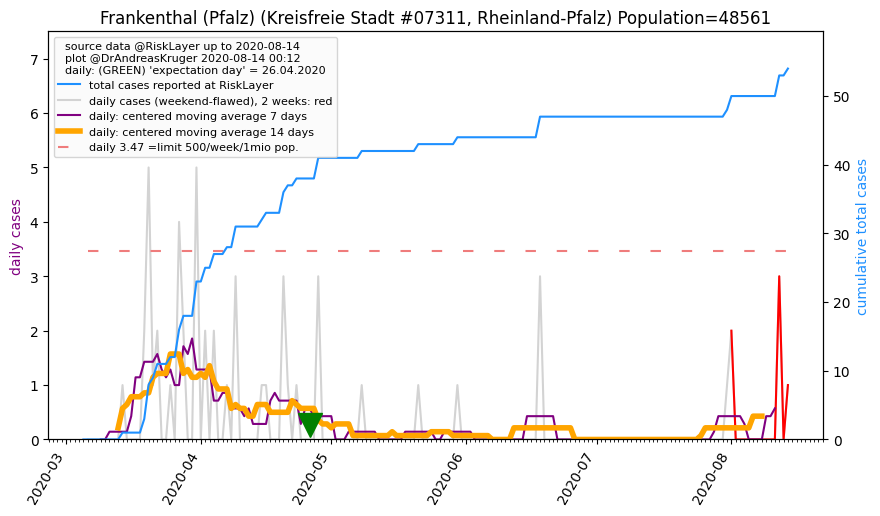 Frankenthal (Pfalz) (Kreisfreie Stadt #07311, Rheinland-Pfalz) Population=48561
source data @RiskLayer up to 2020-08-14
plot @DrAndreasKruger 2020-08-14 00:12
daily: (GREEN) 'expectation day' = 26.04.2020
total cases reported at RiskLayer
daily cases (weekend-flawed), 2 weeks: red
daily: centered moving average 7 days
daily: centered moving average 14 days
daily 3.47 =limit 500/week/1mio pop.
daily cases
7
6
5
4
3
2
1
0
cumulative total cases
50
40
30
20
10
0
2020-03
2020-04
2020-05
2020-06
2020-07
2020-08